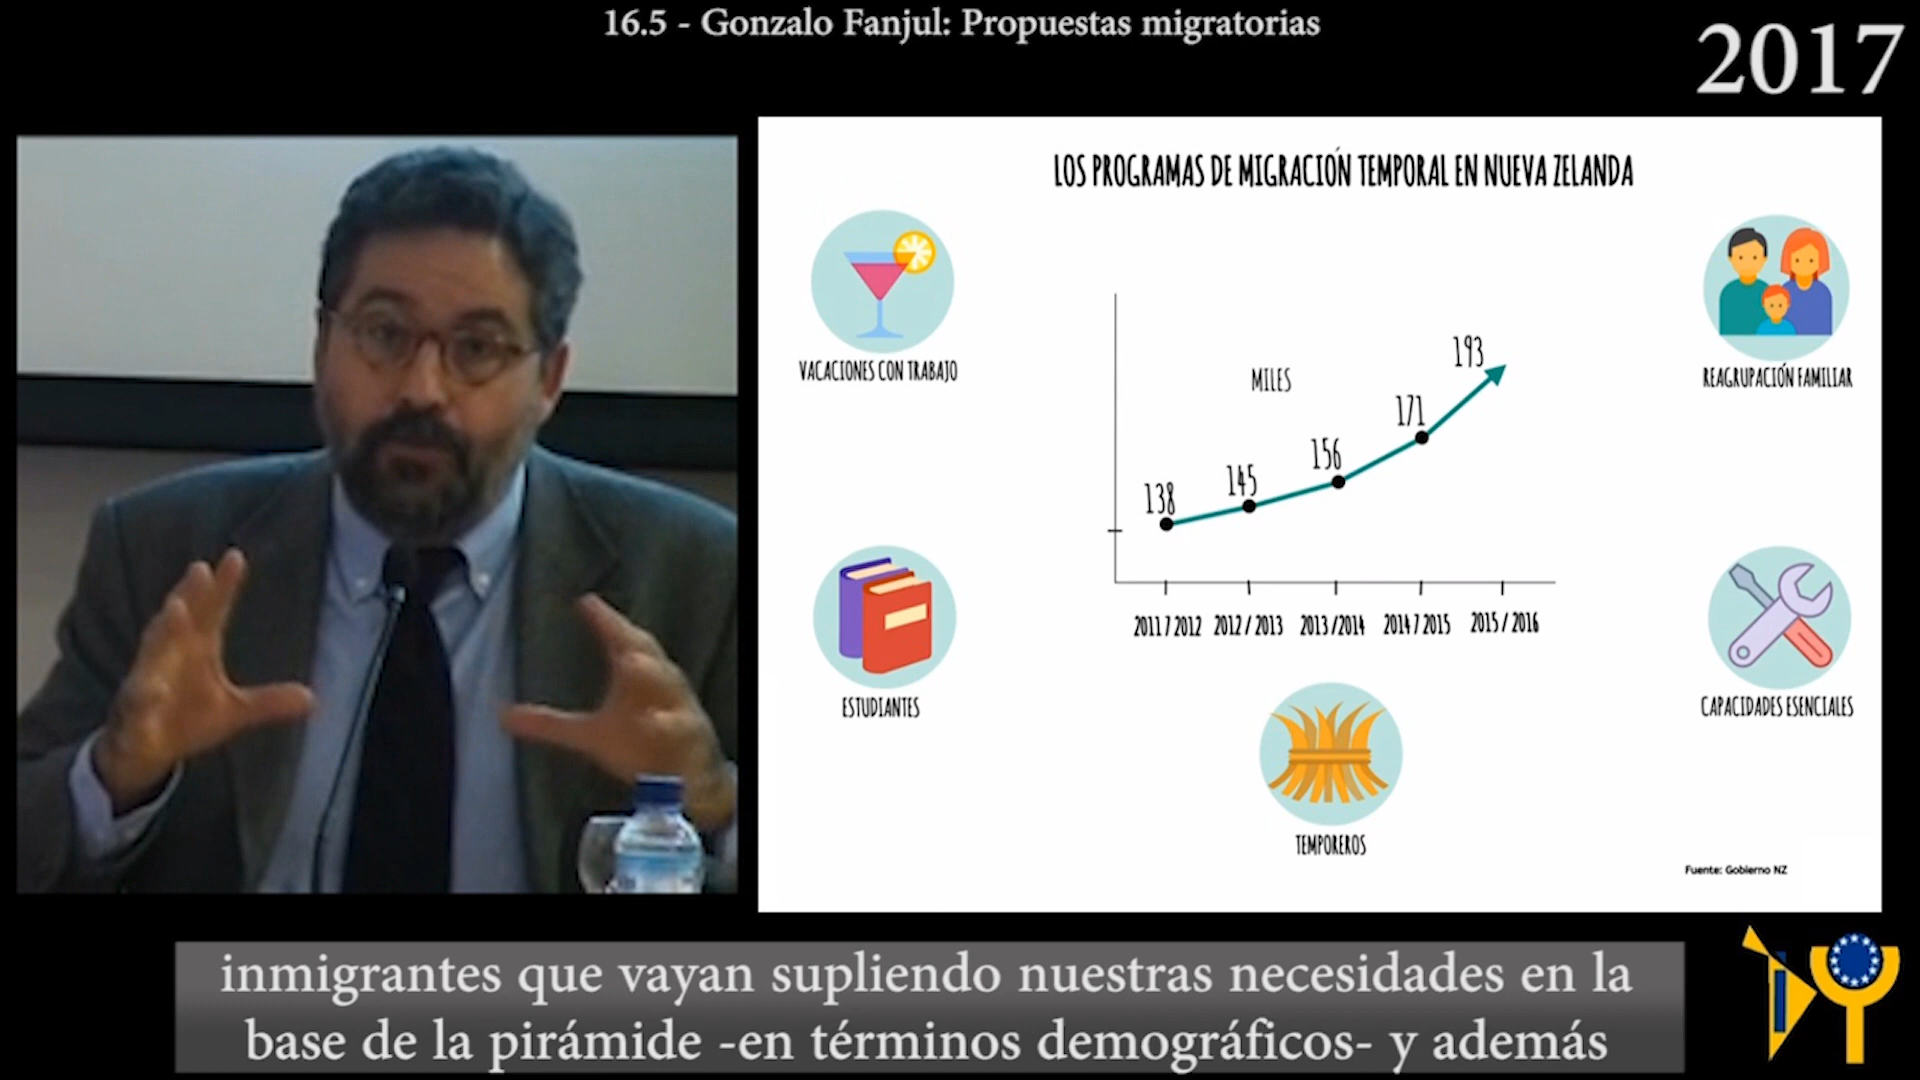 16.5 - Gonzalo Fanjul: Propuestas migratorias
2017
LOS PROGRAMAS DE MIGRACIÓN TEMPORAL EN NUEVA ZELANDA
VACACIONES CON TRABAJO
REAGRUPACIÓN FAMILIAR
MILES
138
145
156
171
193
2011 / 2012
2012 / 2013
2013 / 2014
2014 / 2015
2015 / 2016
ESTUDIANTES
CAPACIDADES ESENCIALES
TEMPOREROS
Fuente: Gobierno NZ
inmigrantes que vayan supliendo nuestras necesidades en la
base de la pirámide -en términos demográficos- y además